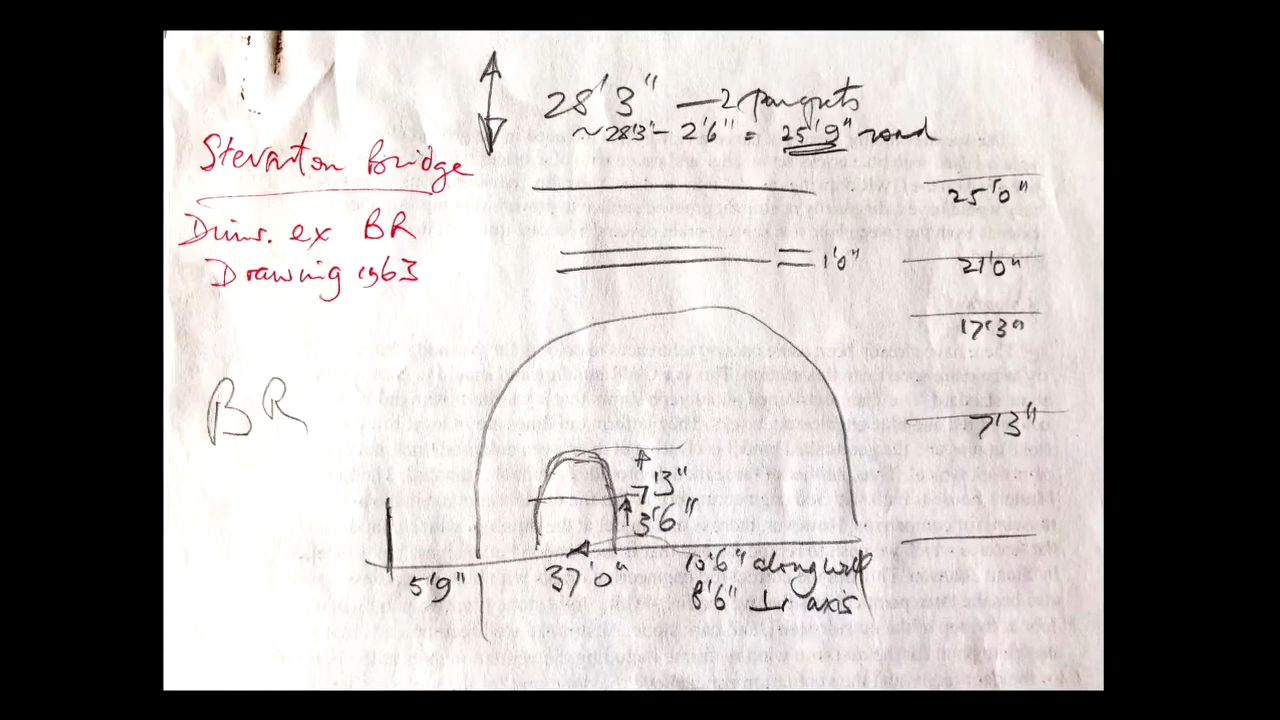 28'3" — 2 parapets
~ 28'3" - 2'6" = 25'9" road
Stevarton Bridge
Dims. ex BR
Drawing 1963
25'0"
1'0"
21'0"
17'3"
BR
7'3"
7'3"
3'6"
5'9"
37'0"
10'6" along wall
8'6" ⊥r axis